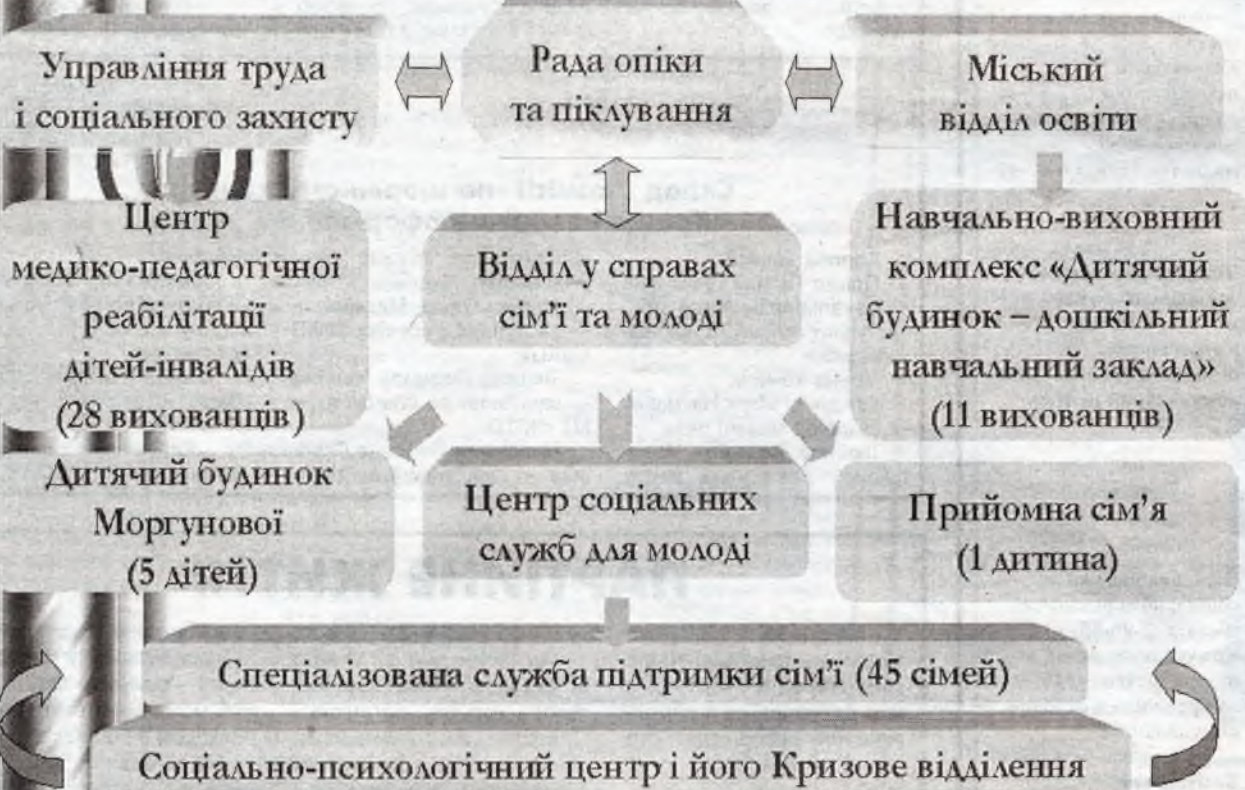 Управління труда
і соціального захисту
Рада опіки
та піклування
Міський
відділ освіти
Центр
медико-педагогічної
реабілітації
дітей-інвалідів
(28 вихованців)
Відділ у справах
сім’ї та молоді
Навчально-виховний
комплекс «Дитячий
будинок – дошкільний
навчальний заклад»
(11 вихованців)
Дитячий будинок
Моргунової
(5 дітей)
Центр соціальних
служб для молоді
Прийомна сім’я
(1 дитина)
Спеціалізована служба підтримки сім’ї (45 сімей)
Соціально-психологічний центр і його Кризове відділення